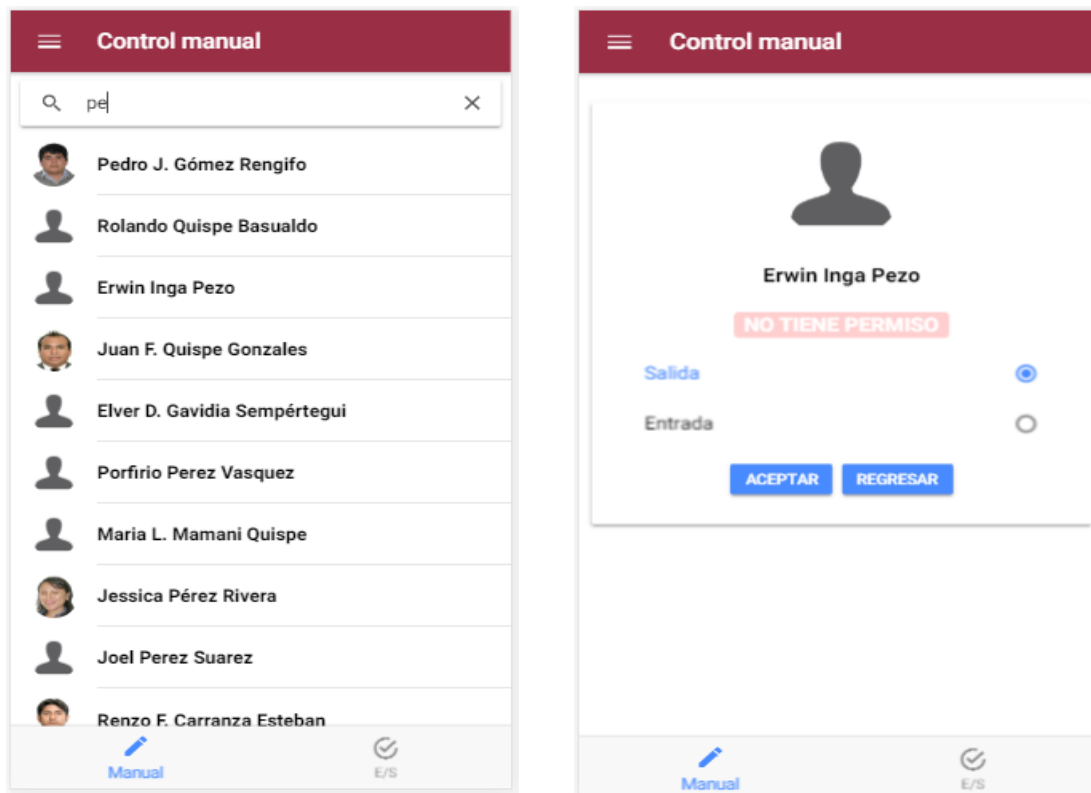 Control manual
pe
Pedro J. Gómez Rengifo
Rolando Quispe Basualdo
Erwin Inga Pezo
Juan F. Quispe Gonzales
Elver D. Gavidia Sempértegui
Porfirio Perez Vasquez
Maria L. Mamani Quispe
Jessica Pérez Rivera
Joel Perez Suarez
Renzo F. Carranza Esteban
Manual
E/S
Control manual
Erwin Inga Pezo
NO TIENE PERMISO
Salida
Entrada
ACEPTAR
REGRESAR
Manual
E/S